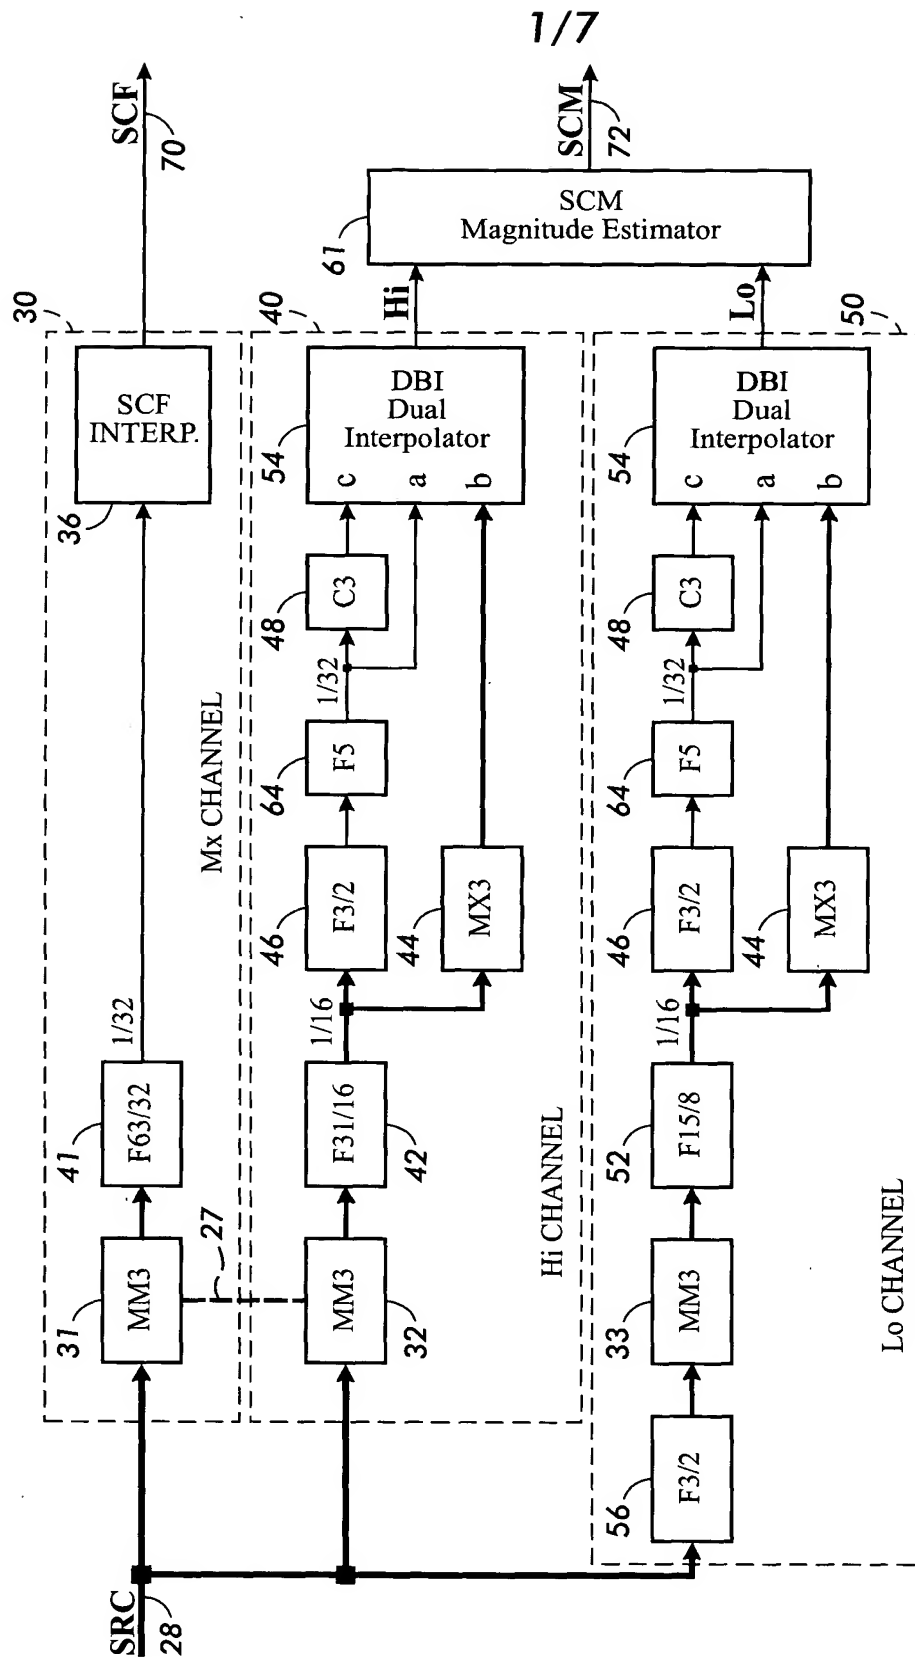 1/7
SRC
28
30
31
MM3
41
F63/32
1/32
36
SCF
INTERP.
SCF
70
Mx CHANNEL
27
40
32
MM3
42
F31/16
1/16
46
F3/2
64
F5
1/32
48
C3
44
MX3
54
DBI
Dual
Interpolator
c
a
b
Hi
Hi CHANNEL
61
SCM
Magnitude Estimator
SCM
72
50
56
F3/2
33
MM3
52
F15/8
1/16
46
F3/2
64
F5
1/32
48
C3
44
MX3
54
DBI
Dual
Interpolator
c
a
b
Lo
Lo CHANNEL